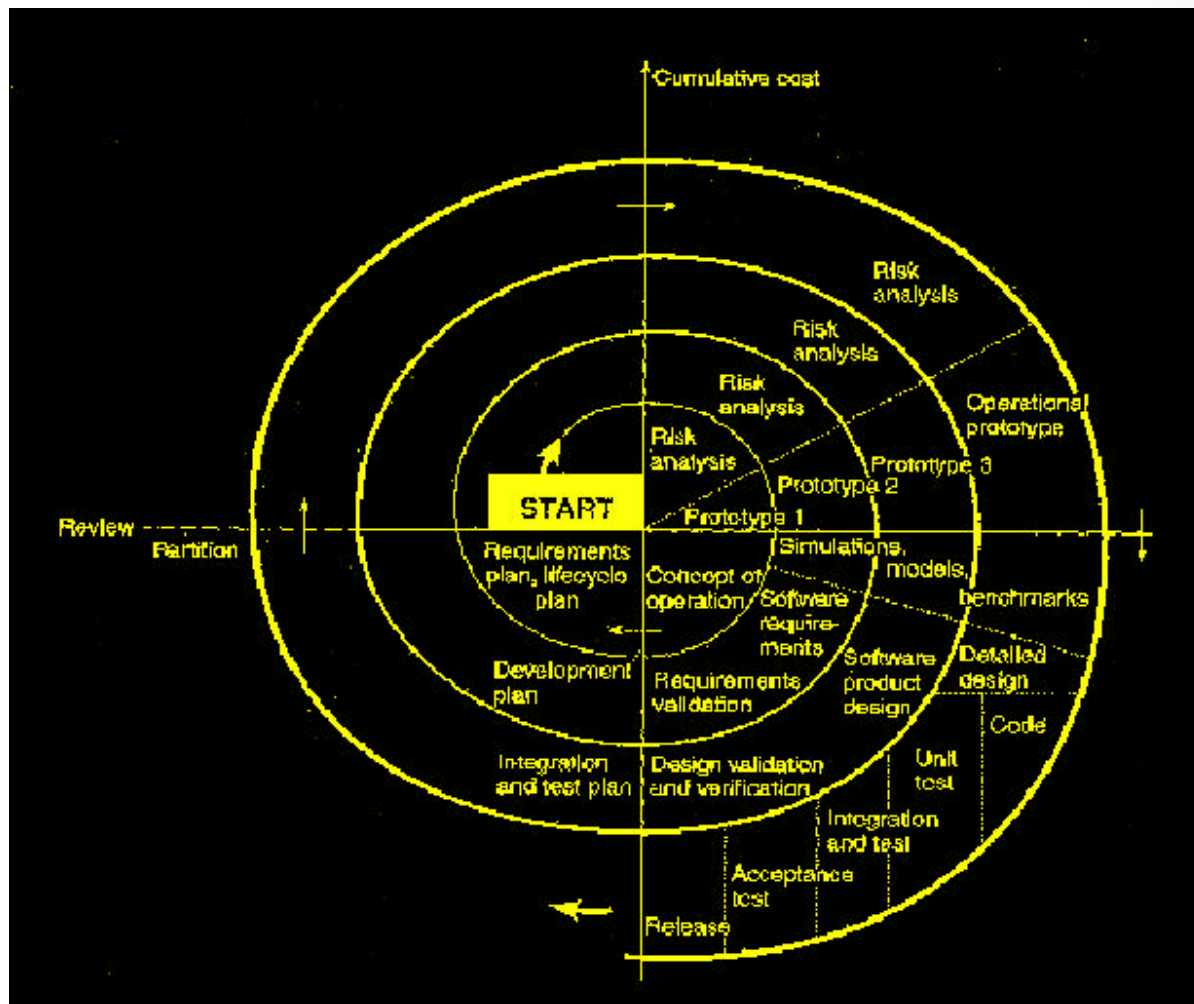 Cumulative cost
Risk
analysis
Risk
analysis
Risk
analysis
Risk
analysis
Operational
prototype
Prototype 3
Prototype 2
Prototype 1
START
Review
Partition
Requirements
plan, lifecycle
plan
Concept of
operation
Simulations,
models,
benchmarks
Software
require-
ments
Development
plan
Requirements
validation
Software
product
design
Detailed
design
Code
Unit
test
Integration
and test plan
Design validation
and verification
Integration
and test
Acceptance
test
Release